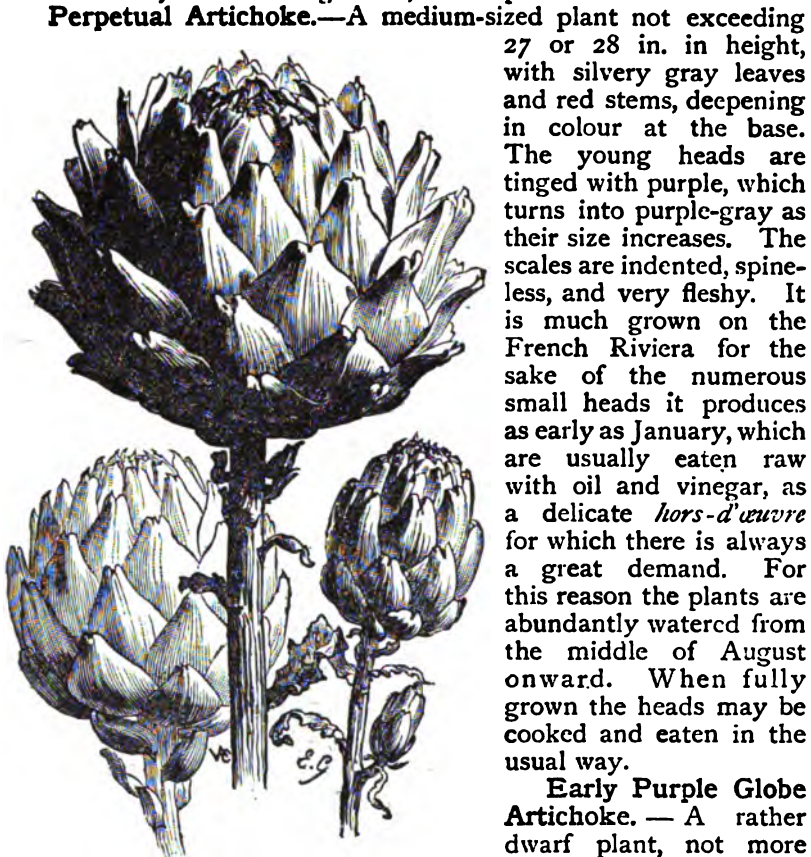 Perpetual Artichoke.—A medium-sized plant not exceeding
27 or 28 in. in height,
with silvery gray leaves
and red stems, deepening
in colour at the base.
The young heads are
tinged with purple, which
turns into purple-gray as
their size increases. The
scales are indented, spine-
less, and very fleshy. It
is much grown on the
French Riviera for the
sake of the numerous
small heads it produces
as early as January, which
are usually eaten raw
with oil and vinegar, as
a delicate hors-d'œuvre
for which there is always
a great demand. For
this reason the plants are
abundantly watered from
the middle of August
onward. When fully
grown the heads may be
cooked and eaten in the
usual way.
Early Purple Globe
Artichoke. — A rather
dwarf plant, not more
E.G